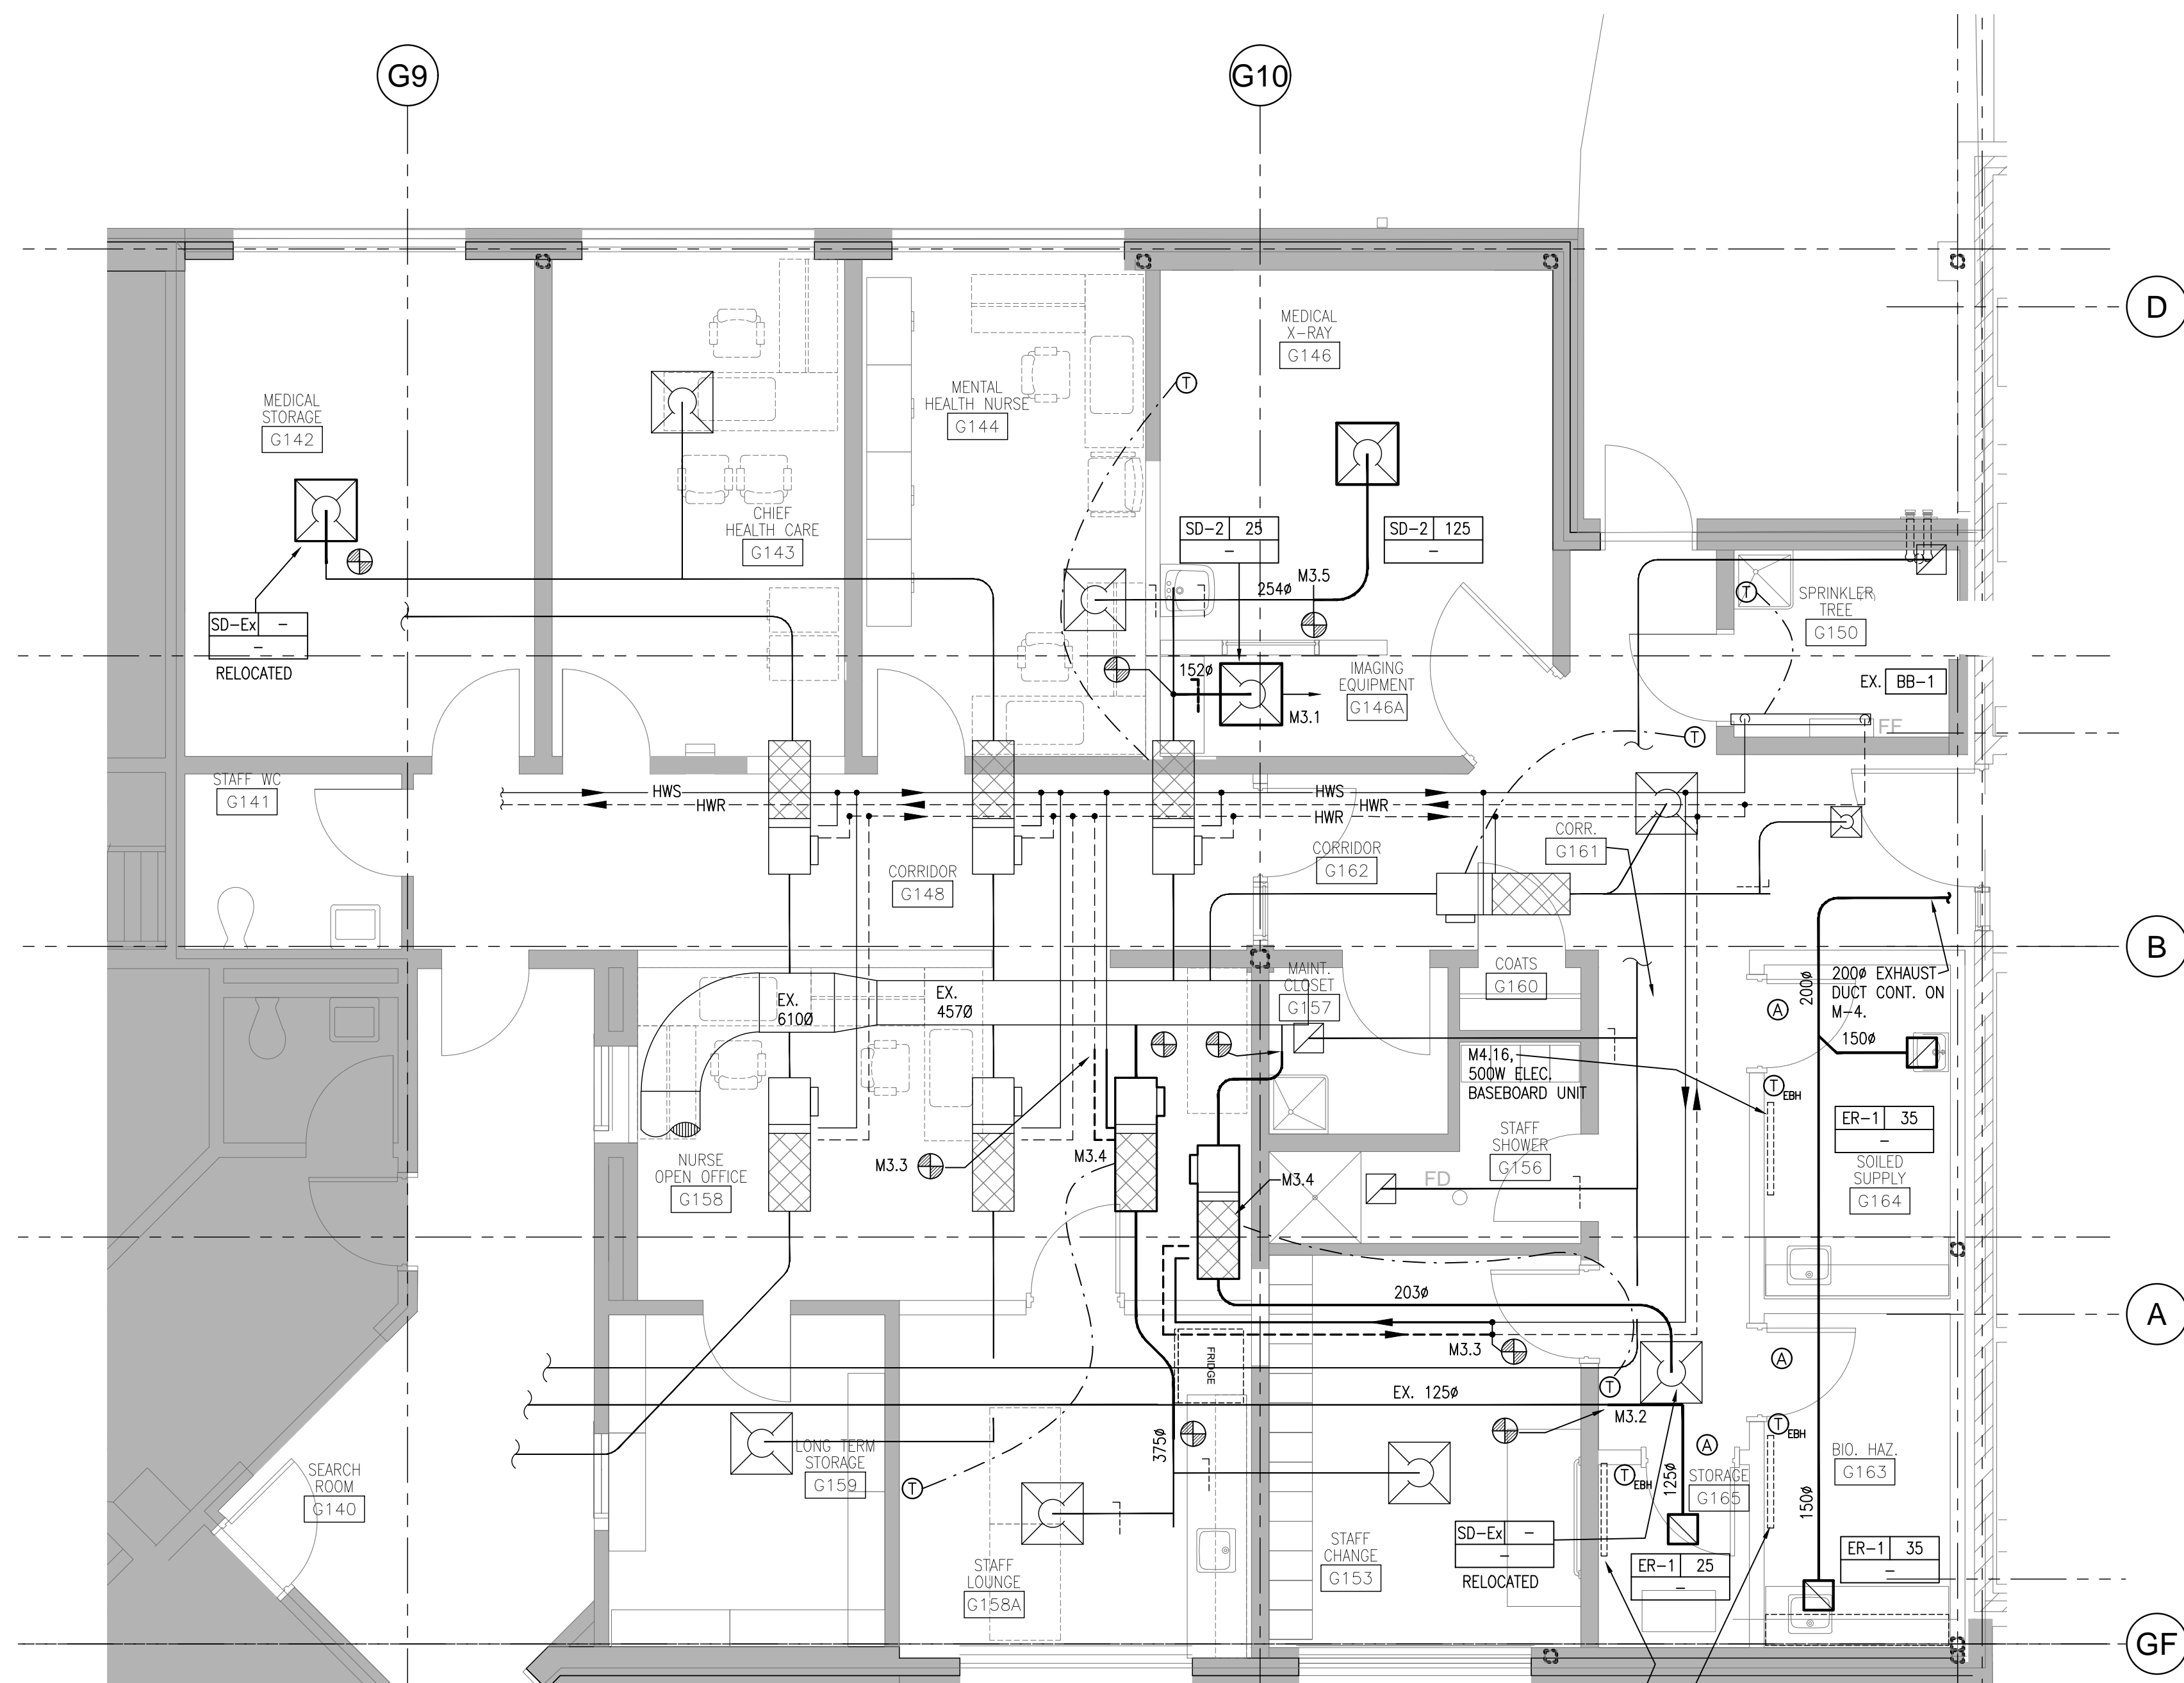 G9
G10
D
MEDICAL
X-RAY
G146
MEDICAL
STORAGE
G142
MENTAL
HEALTH NURSE
G144
T
CHIEF
HEALTH CARE
G143
SD-2 25
-
SD-2 125
-
254ø
M3.5
SPRINKLER
TREE
G150
T
SD-Ex -
-
RELOCATED
152ø
M3.1
IMAGING
EQUIPMENT
G146A
EX. BB-1
FE
T
STAFF WC
G141
HWS
HWR
HWS
HWR
HWR
CORR.
G161
CORRIDOR
G148
CORRIDOR
G162
B
MAINT.
CLOSET
G157
COATS
G160
EX.
610Ø
EX.
457Ø
200ø
200ø EXHAUST
DUCT CONT. ON
M-4.
A
150ø
M4.16,
500W ELEC.
BASEBOARD UNIT
T EBH
ER-1 35
-
SOILED
SUPPLY
G164
NURSE
OPEN OFFICE
G158
M3.3
M3.4
M3.4
STAFF
SHOWER
G156
FD
203ø
A
M3.3
FRIDGE
A
T
EX. 125ø
M3.2
LONG TERM
STORAGE
G159
T
375ø
T EBH
125ø
A
STORAGE
G165
T EBH
BIO. HAZ.
G163
150ø
SEARCH
ROOM
G140
STAFF
LOUNGE
G158A
STAFF
CHANGE
G153
SD-Ex -
-
RELOCATED
ER-1 25
-
ER-1 35
-
GF